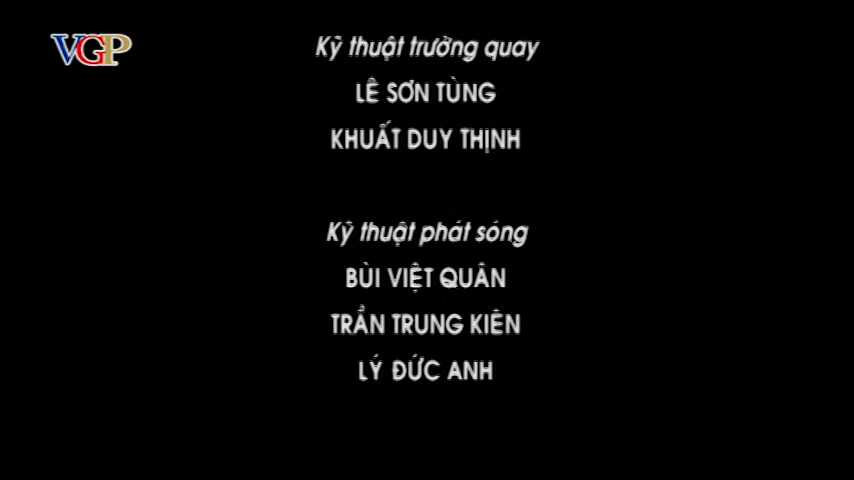 VGP
Kỹ thuật trường quay
LÊ SƠN TÙNG
KHUẤT DUY THỊNH
Kỹ thuật phát sóng
BÙI VIỆT QUÂN
TRẦN TRUNG KIÊN
LÝ ĐỨC ANH